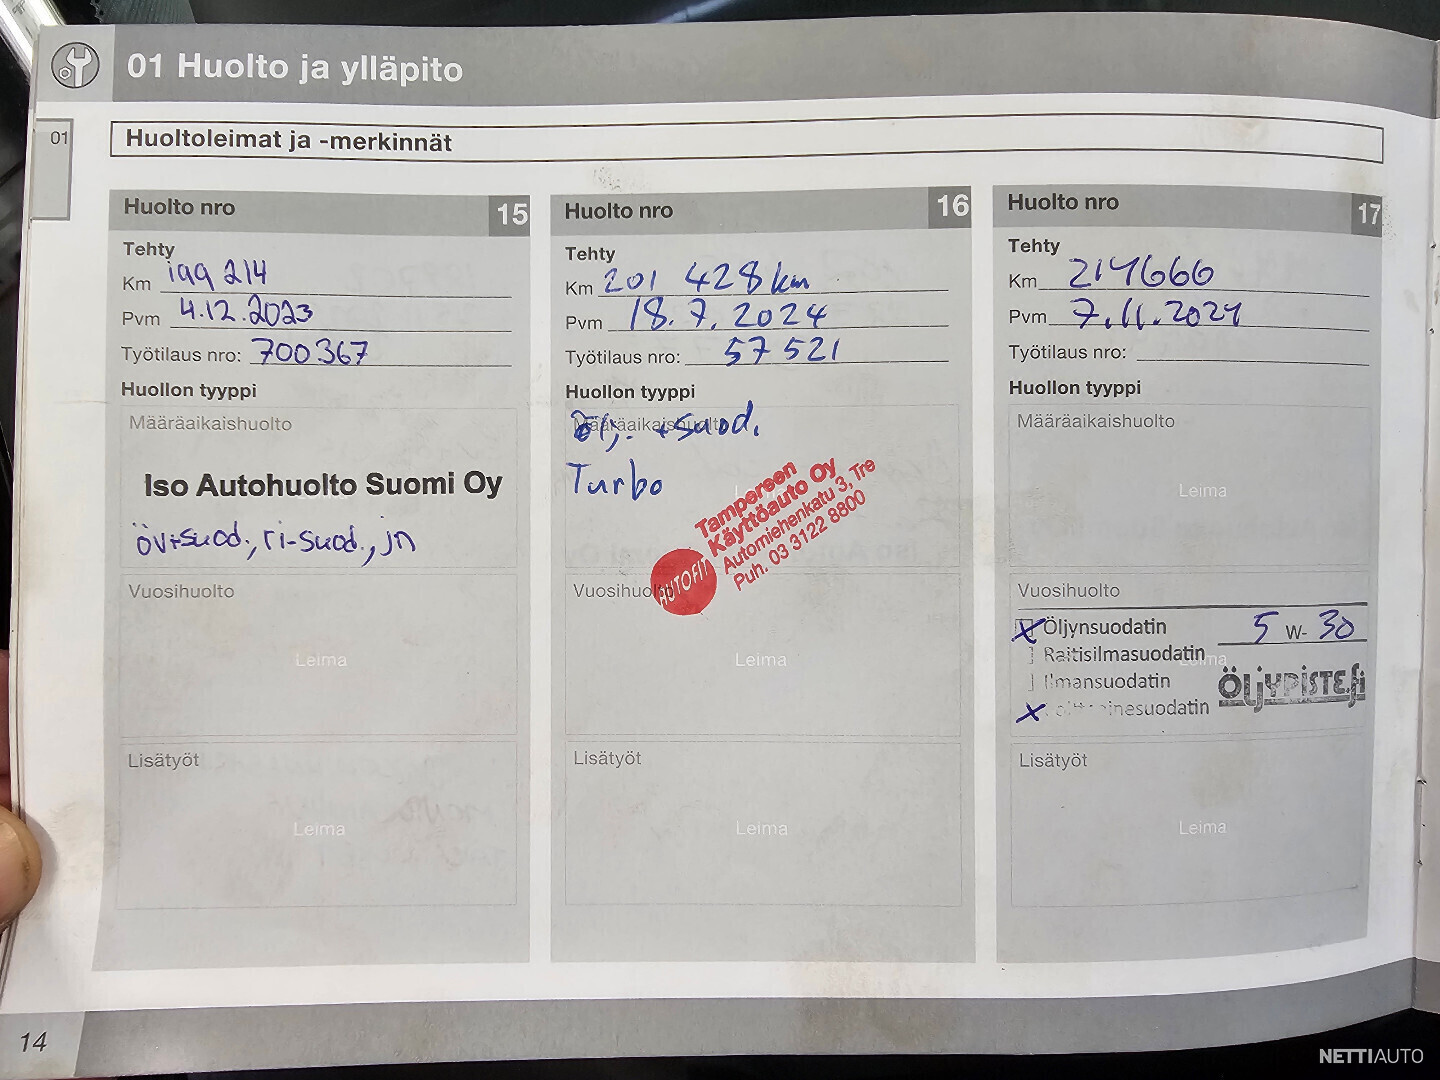 01 Huolto ja ylläpito
01
Huoltoleimat ja -merkinnät
Huolto nro 15
Tehty
Km 199 214
Pvm 4.12.2023
Työtilaus nro: 700367
Huollon tyyppi
Määräaikaishuolto
Iso Autohuolto Suomi Oy
öv+suod., ri-suod., jn
Vuosihuolto
Leima
Lisätyöt
Leima
Huolto nro 16
Tehty
Km 201 428 km
Pvm 18.7.2024
Työtilaus nro: 57 521
Huollon tyyppi
Määräaikaishuolto
+suod.
Turbo
Tampereen
Käyttöauto Oy
Automiehenkatu 3, Tre
Puh. 03 3122 8800
AUTOFIT
Vuosihuolto
Leima
Lisätyöt
Leima
Huolto nro 17
Tehty
Km 214666
Pvm 7.11.2024
Työtilaus nro:
Huollon tyyppi
Määräaikaishuolto
Leima
Vuosihuolto
x Öljynsuodatin 5 W- 30
Raitisilmasuodatin
Leima
Ilmansuodatin
ÖLJYPISTE.fi
x Polttoainesuodatin
Lisätyöt
Leima
14
NETTIAUTO